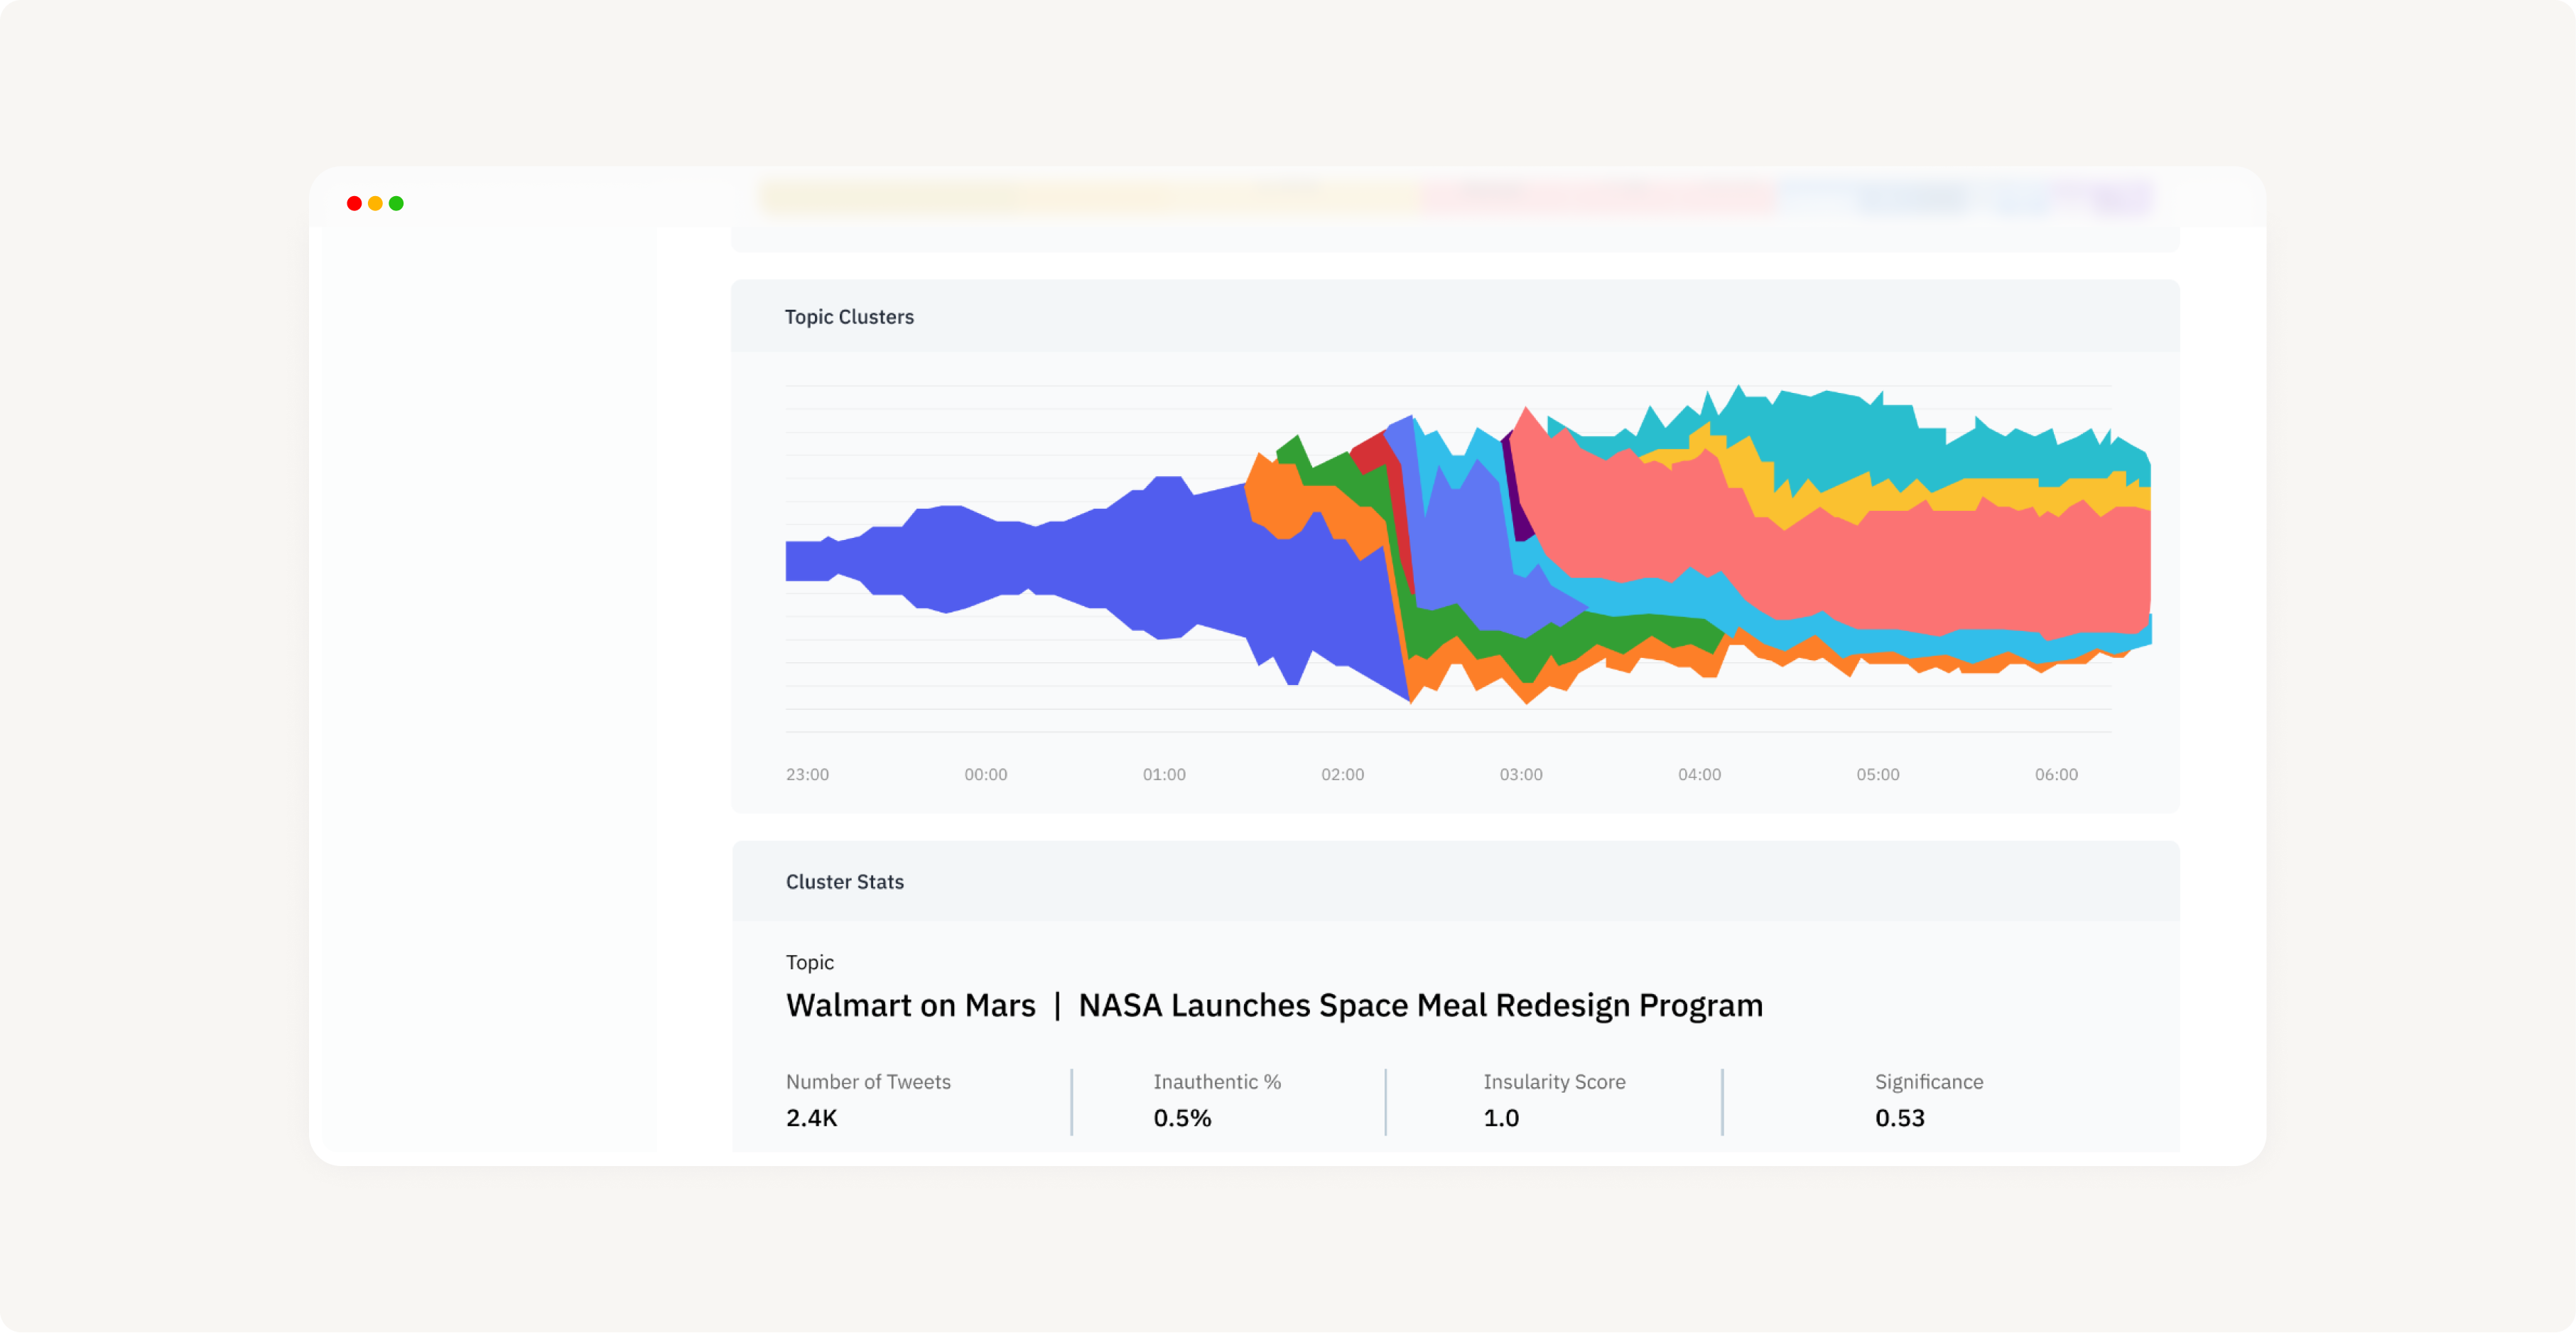 Topic Clusters
23:00 00:00 01:00 02:00 03:00 04:00 05:00 06:00
Cluster Stats
Topic
Walmart on Mars | NASA Launches Space Meal Redesign Program
Number of Tweets Inauthentic % Insularity Score Significance
2.4K 0.5% 1.0 0.53